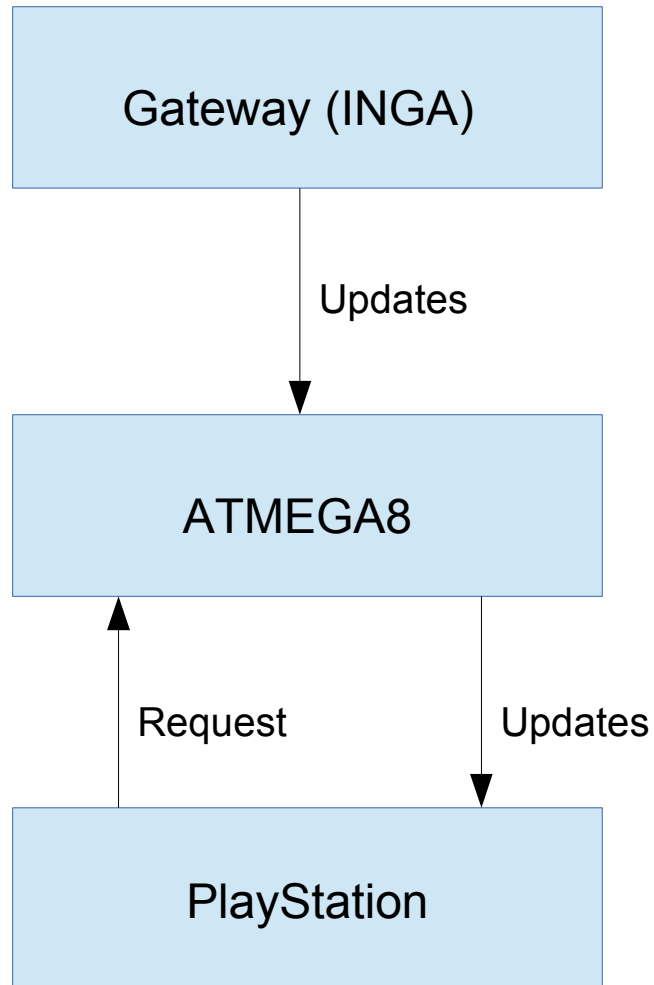 Gateway (INGA)
Updates
ATMEGA8
Request
Updates
PlayStation